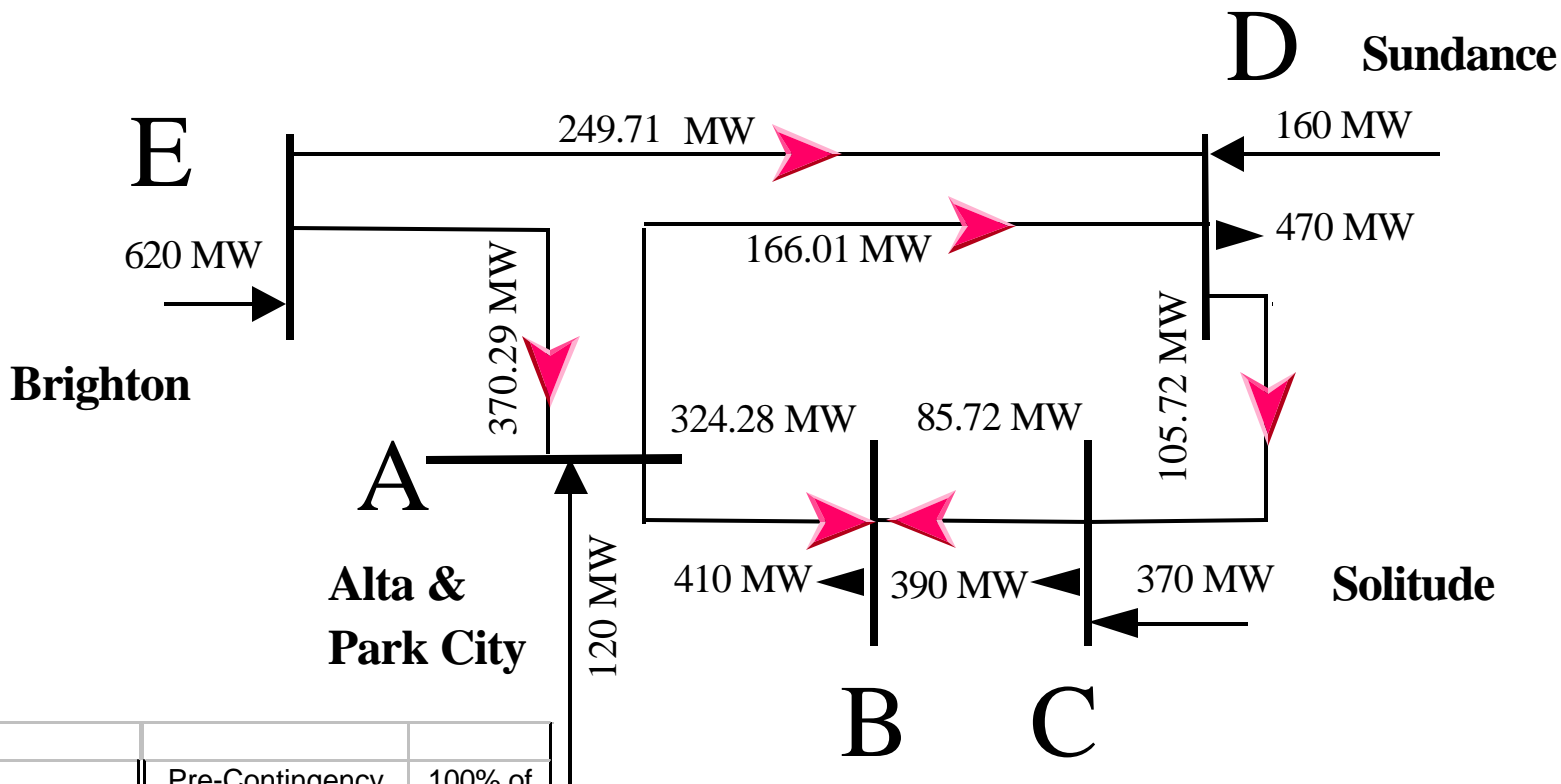 D Sundance
E
249.71 MW
160 MW
620 MW
166.01 MW
470 MW
370.29 MW
105.72 MW
Brighton
324.28 MW
85.72 MW
A
Alta &
Park City
120 MW
410 MW
390 MW
370 MW
Solitude
B
C
Pre-Contingency
100% of